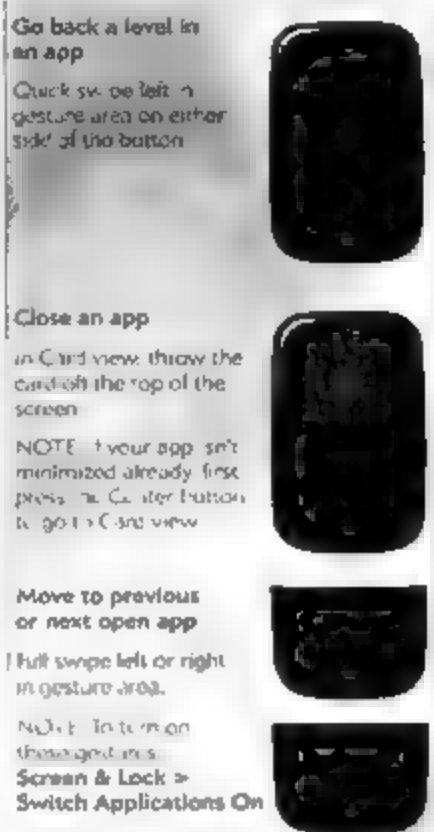 Go back a level in
an app
Quick swipe left in
gesture area on either
side of the button
Close an app
In Card view, throw the
card off the top of the
screen
NOTE If your app isn't
minimized already, first
press the Center button
to go to Card view
Move to previous
or next open app
Full swipe left or right
in gesture area.
NOTE To turn on
these gestures
Screen & Lock >
Switch Applications On